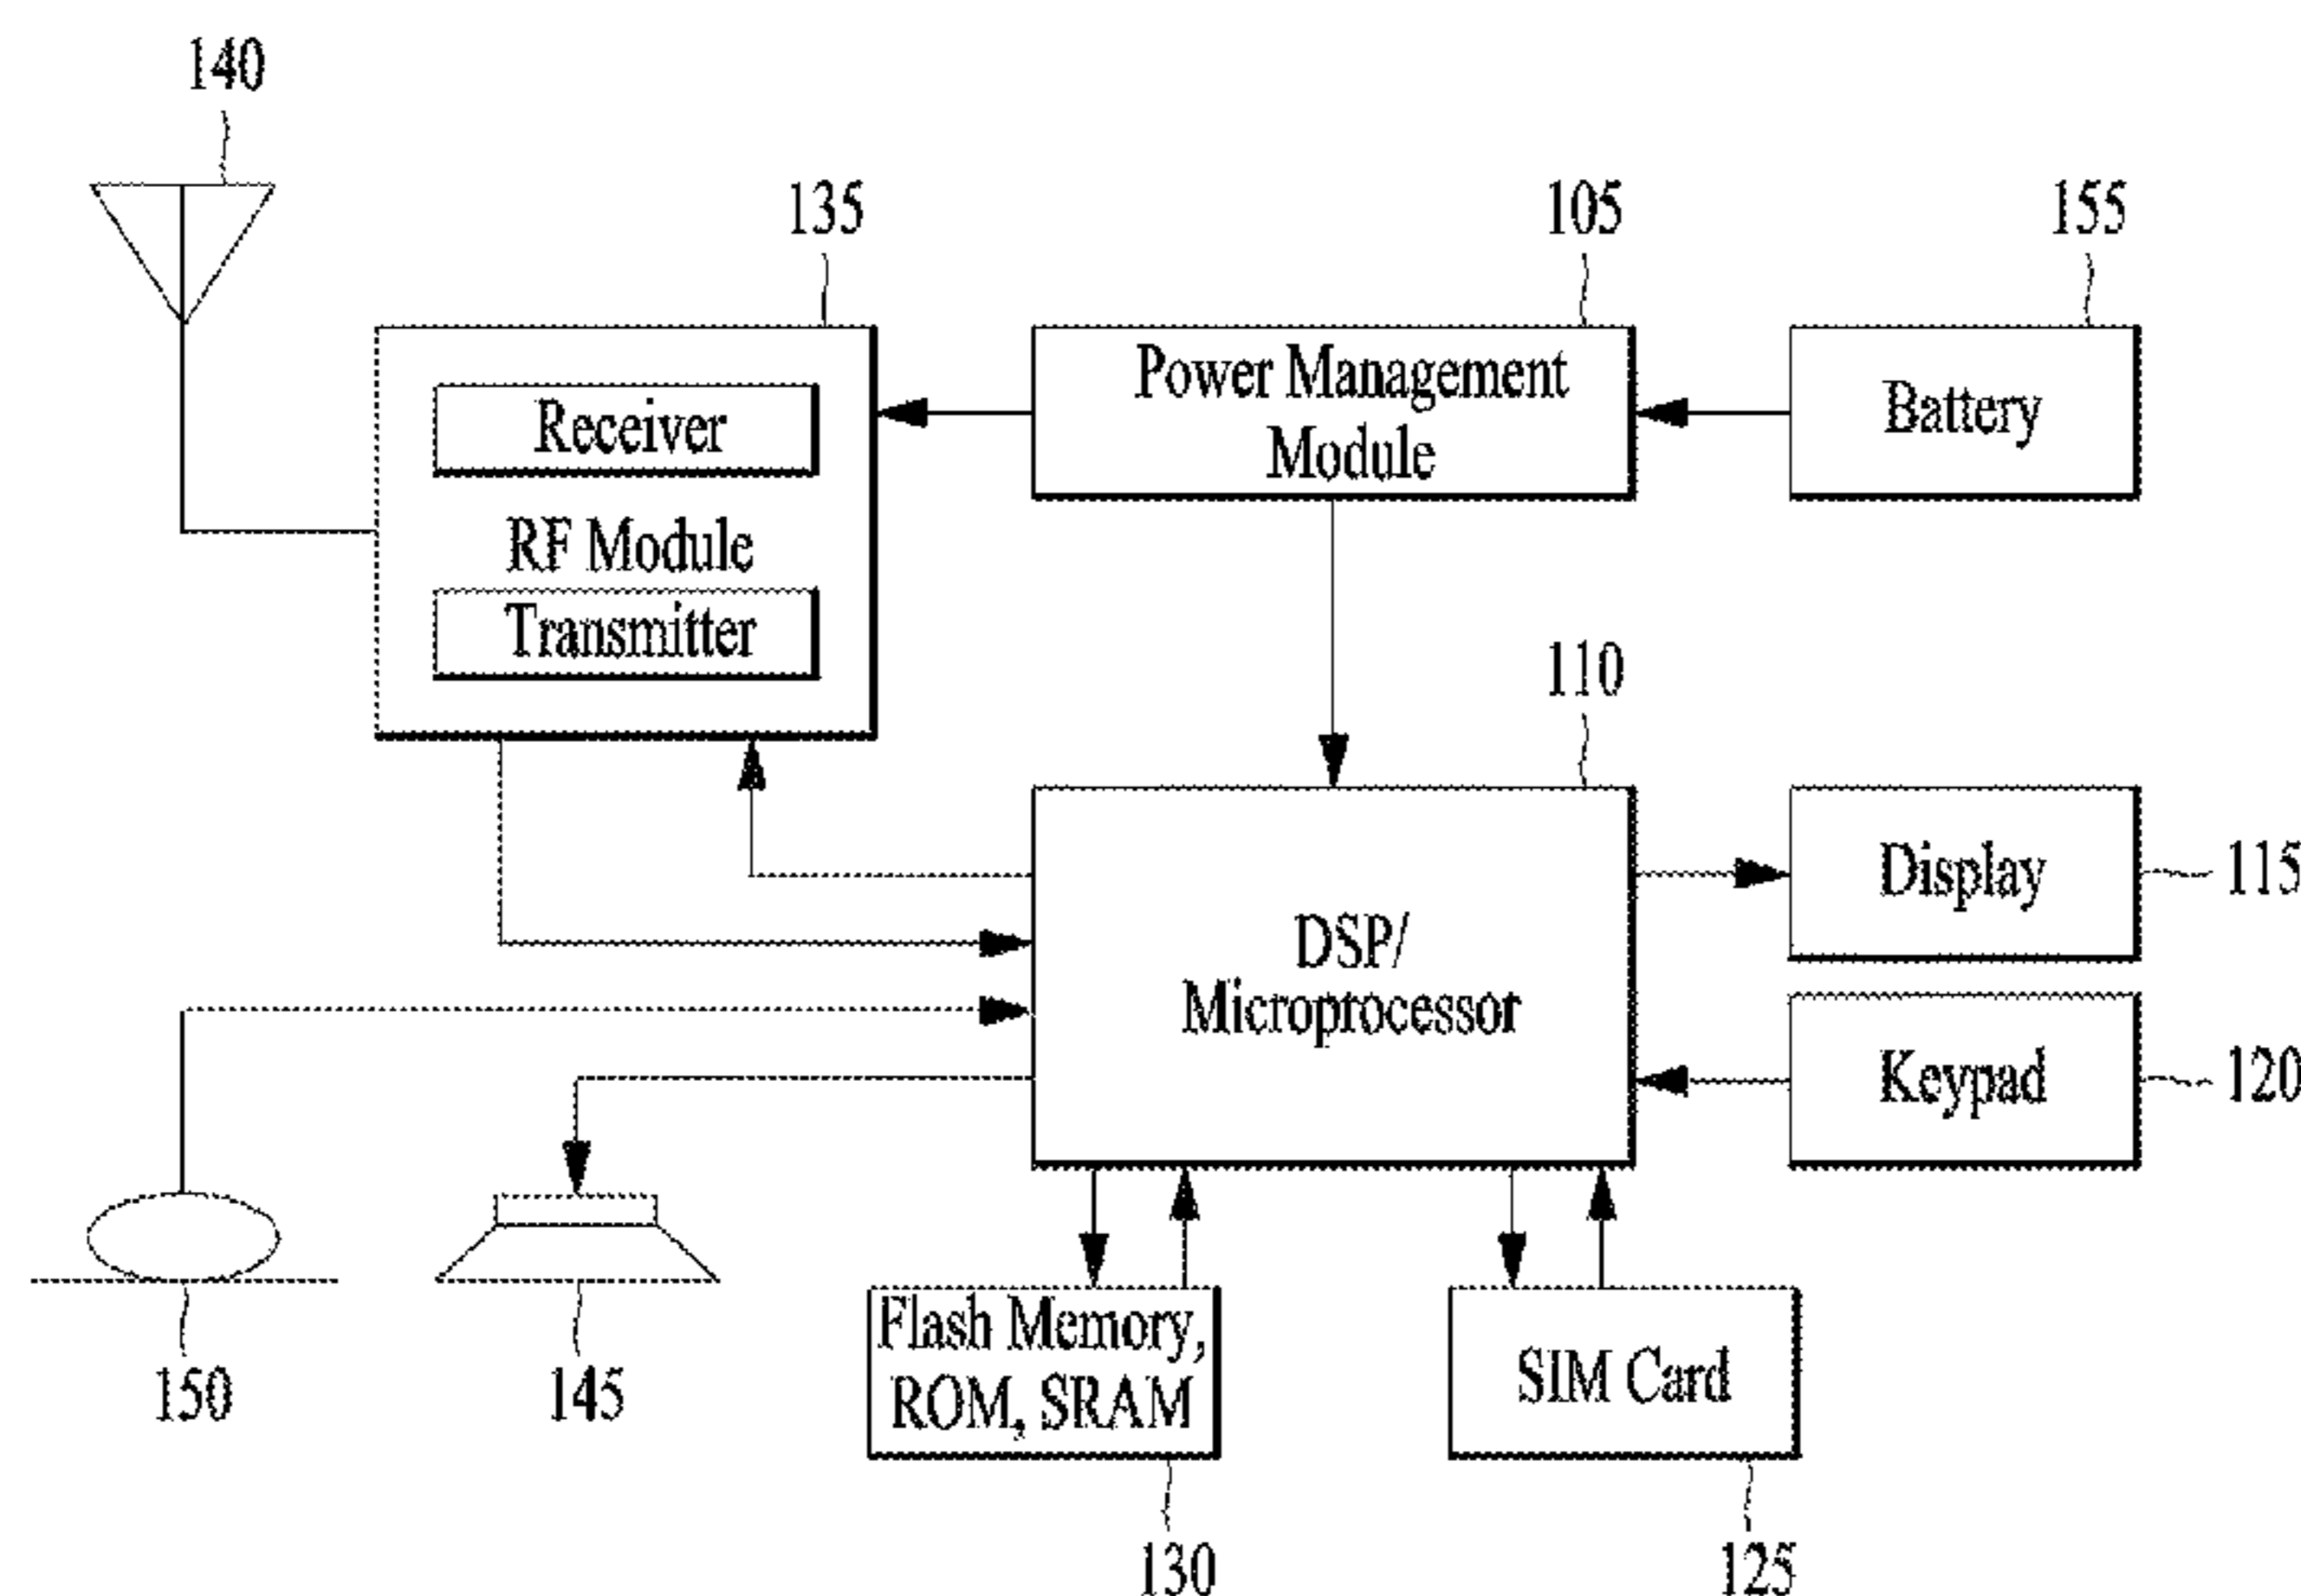 140
135
105
155
Receiver
RF Module
Transmitter
Power Management
Module
Battery
110
DSP/
Microprocessor
Display
115
Keypad
120
150
145
Flash Memory,
ROM, SRAM
SIM Card
130
125